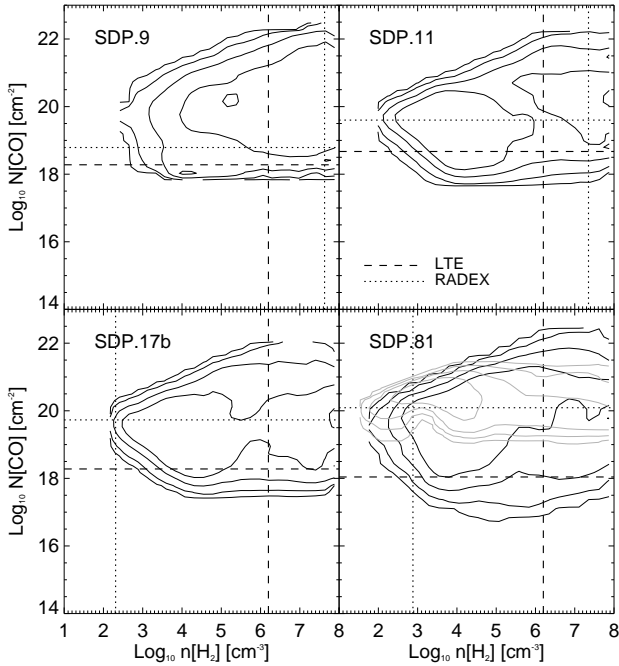 SDP.9
SDP.11
Log₁₀ N[CO] [cm⁻²]
22
20
18
16
14
LTE
RADEX
SDP.17b
SDP.81
Log₁₀ N[CO] [cm⁻²]
22
20
18
16
14
1 2 3 4 5 6 7 8
2 3 4 5 6 7 8
Log₁₀ n[H₂] [cm⁻³]
Log₁₀ n[H₂] [cm⁻³]